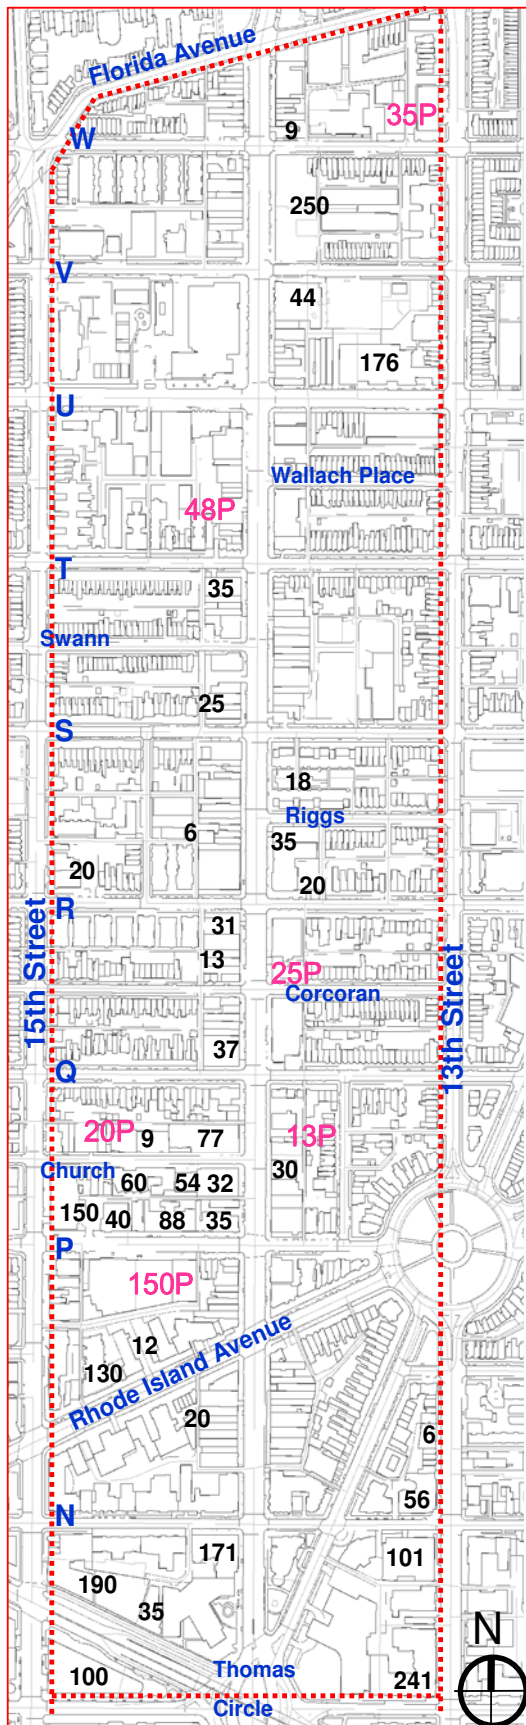 Florida Avenue
35P
9
W
250
V
44
176
U
Wallach Place
48P
T
35
Swann
25
S
18
Riggs
6
35
20
20
R
31
15th Street
13
25P
Corcoran
13th Street
37
Q
20P
9
77
13P
Church
60
54
32
30
150
40
88
35
P
150P
12
130
Rhode Island Avenue
20
6
56
N
171
101
190
35
N
100
Thomas
241
Circle